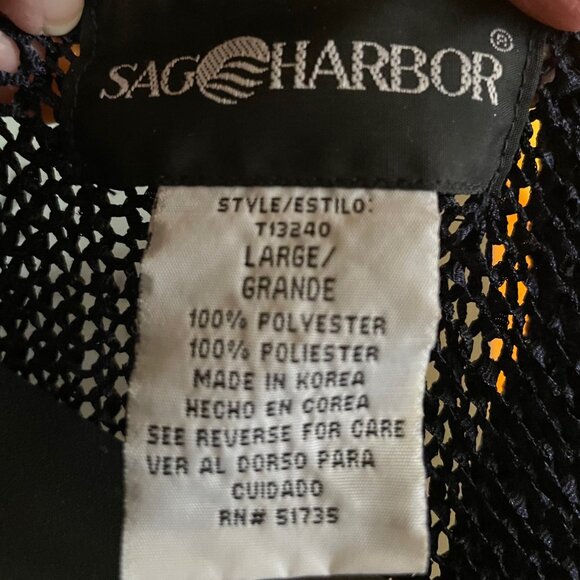 SAG HARBOR®
STYLE/ESTILO:
T13240
LARGE/
GRANDE
100% POLYESTER
100% POLIESTER
MADE IN KOREA
HECHO EN COREA
SEE REVERSE FOR CARE
VER AL DORSO PARA
CUIDADO
RN# 51735